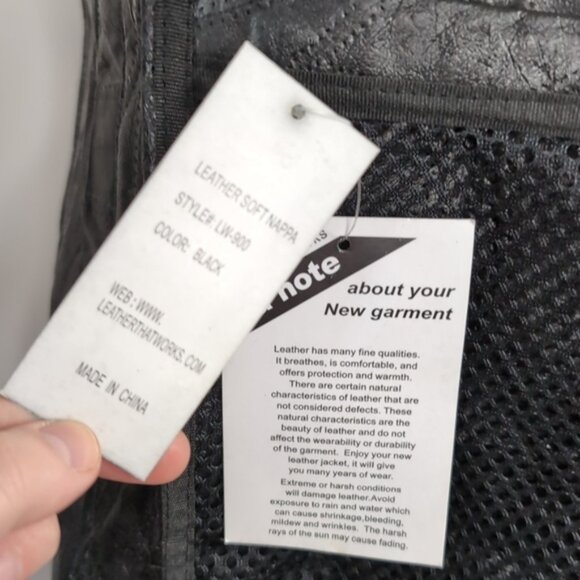 LEATHER SOFT NAPPA
STYLE#: LW-900
COLOR: BLACK
WEB: WWW.
LEATHERTHATWORKS.COM
MADE IN CHINA
note
about your
New garment
Leather has many fine qualities.
It breathes, is comfortable, and
offers protection and warmth.
There are certain natural
characteristics of leather that are
not considered defects. These
natural characteristics are the
beauty of leather and do not
affect the wearability or durability
of the garment. Enjoy your new
leather jacket, it will give
you many years of wear.
Extreme or harsh conditions
will damage leather.Avoid
exposure to rain and water which
can cause shrinkage,bleeding,
mildew and wrinkles. The harsh
rays of the sun may cause fading.